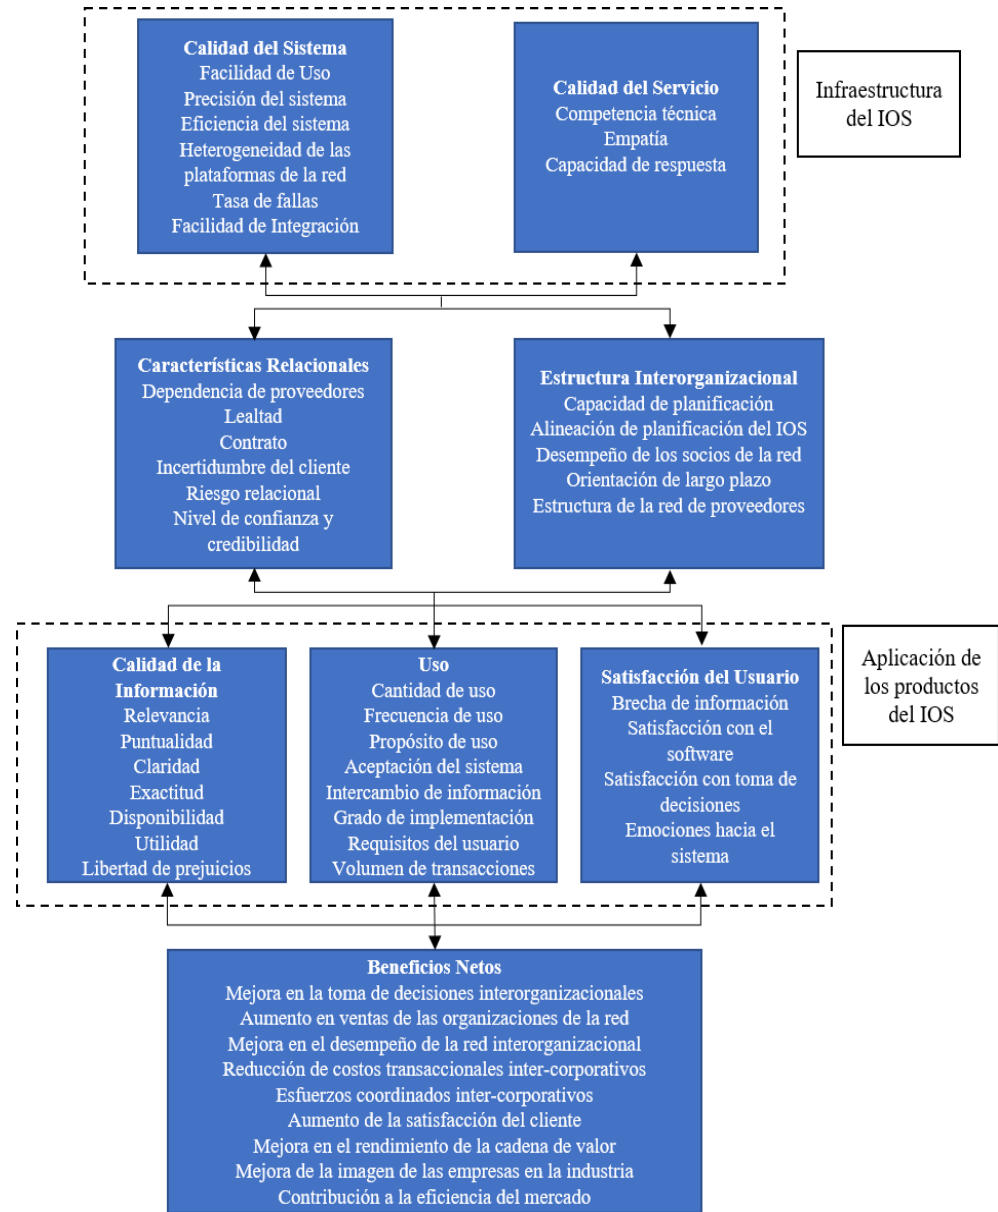 Calidad del Sistema
Facilidad de Uso
Precisión del sistema
Eficiencia del sistema
Heterogeneidad de las
plataformas de la red
Tasa de fallas
Facilidad de Integración
Calidad del Servicio
Competencia técnica
Empatía
Capacidad de respuesta
Infraestructura
del IOS
Características Relacionales
Dependencia de proveedores
Lealtad
Contrato
Incertidumbre del cliente
Riesgo relacional
Nivel de confianza y
credibilidad
Estructura Interorganizacional
Capacidad de planificación
Alineación de planificación del IOS
Desempeño de los socios de la red
Orientación de largo plazo
Estructura de la red de proveedores
Calidad de la
Información
Relevancia
Puntualidad
Claridad
Exactitud
Disponibilidad
Utilidad
Libertad de prejuicios
Uso
Cantidad de uso
Frecuencia de uso
Propósito de uso
Aceptación del sistema
Intercambio de información
Grado de implementación
Requisitos del usuario
Volumen de transacciones
Satisfacción del Usuario
Brecha de información
Satisfacción con el
software
Satisfacción con toma de
decisiones
Emociones hacia el
sistema
Aplicación de
los productos
del IOS
Beneficios Netos
Mejora en la toma de decisiones interorganizacionales
Aumento en ventas de las organizaciones de la red
Mejora en el desempeño de la red interorganizacional
Reducción de costos transaccionales inter-corporativos
Esfuerzos coordinados inter-corporativos
Aumento de la satisfacción del cliente
Mejora en el rendimiento de la cadena de valor
Mejora de la imagen de las empresas en la industria
Contribución a la eficiencia del mercado